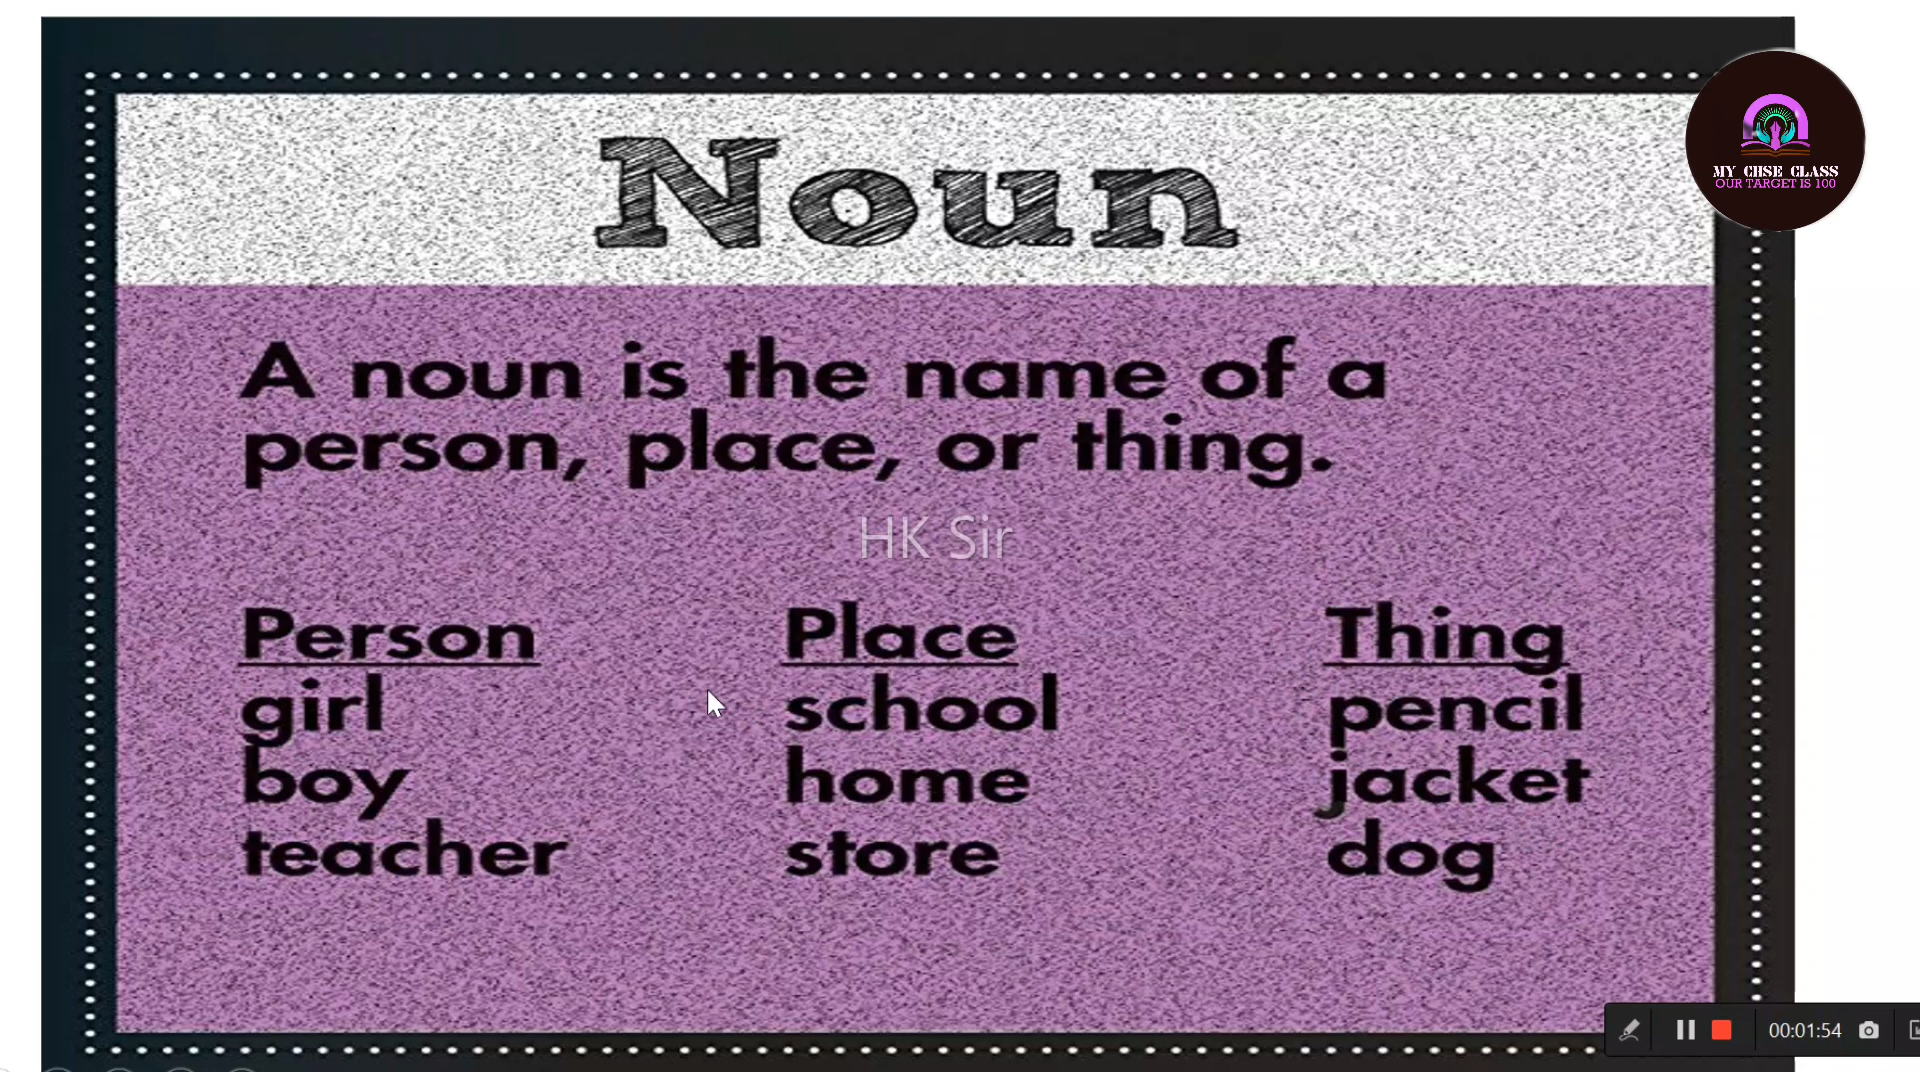 Noun
MY CHSE CLASS
OUR TARGET IS 100
A noun is the name of a
person, place, or thing.
HK Sir
Person Place Thing
girl school pencil
boy home jacket
teacher store dog
00:01:54